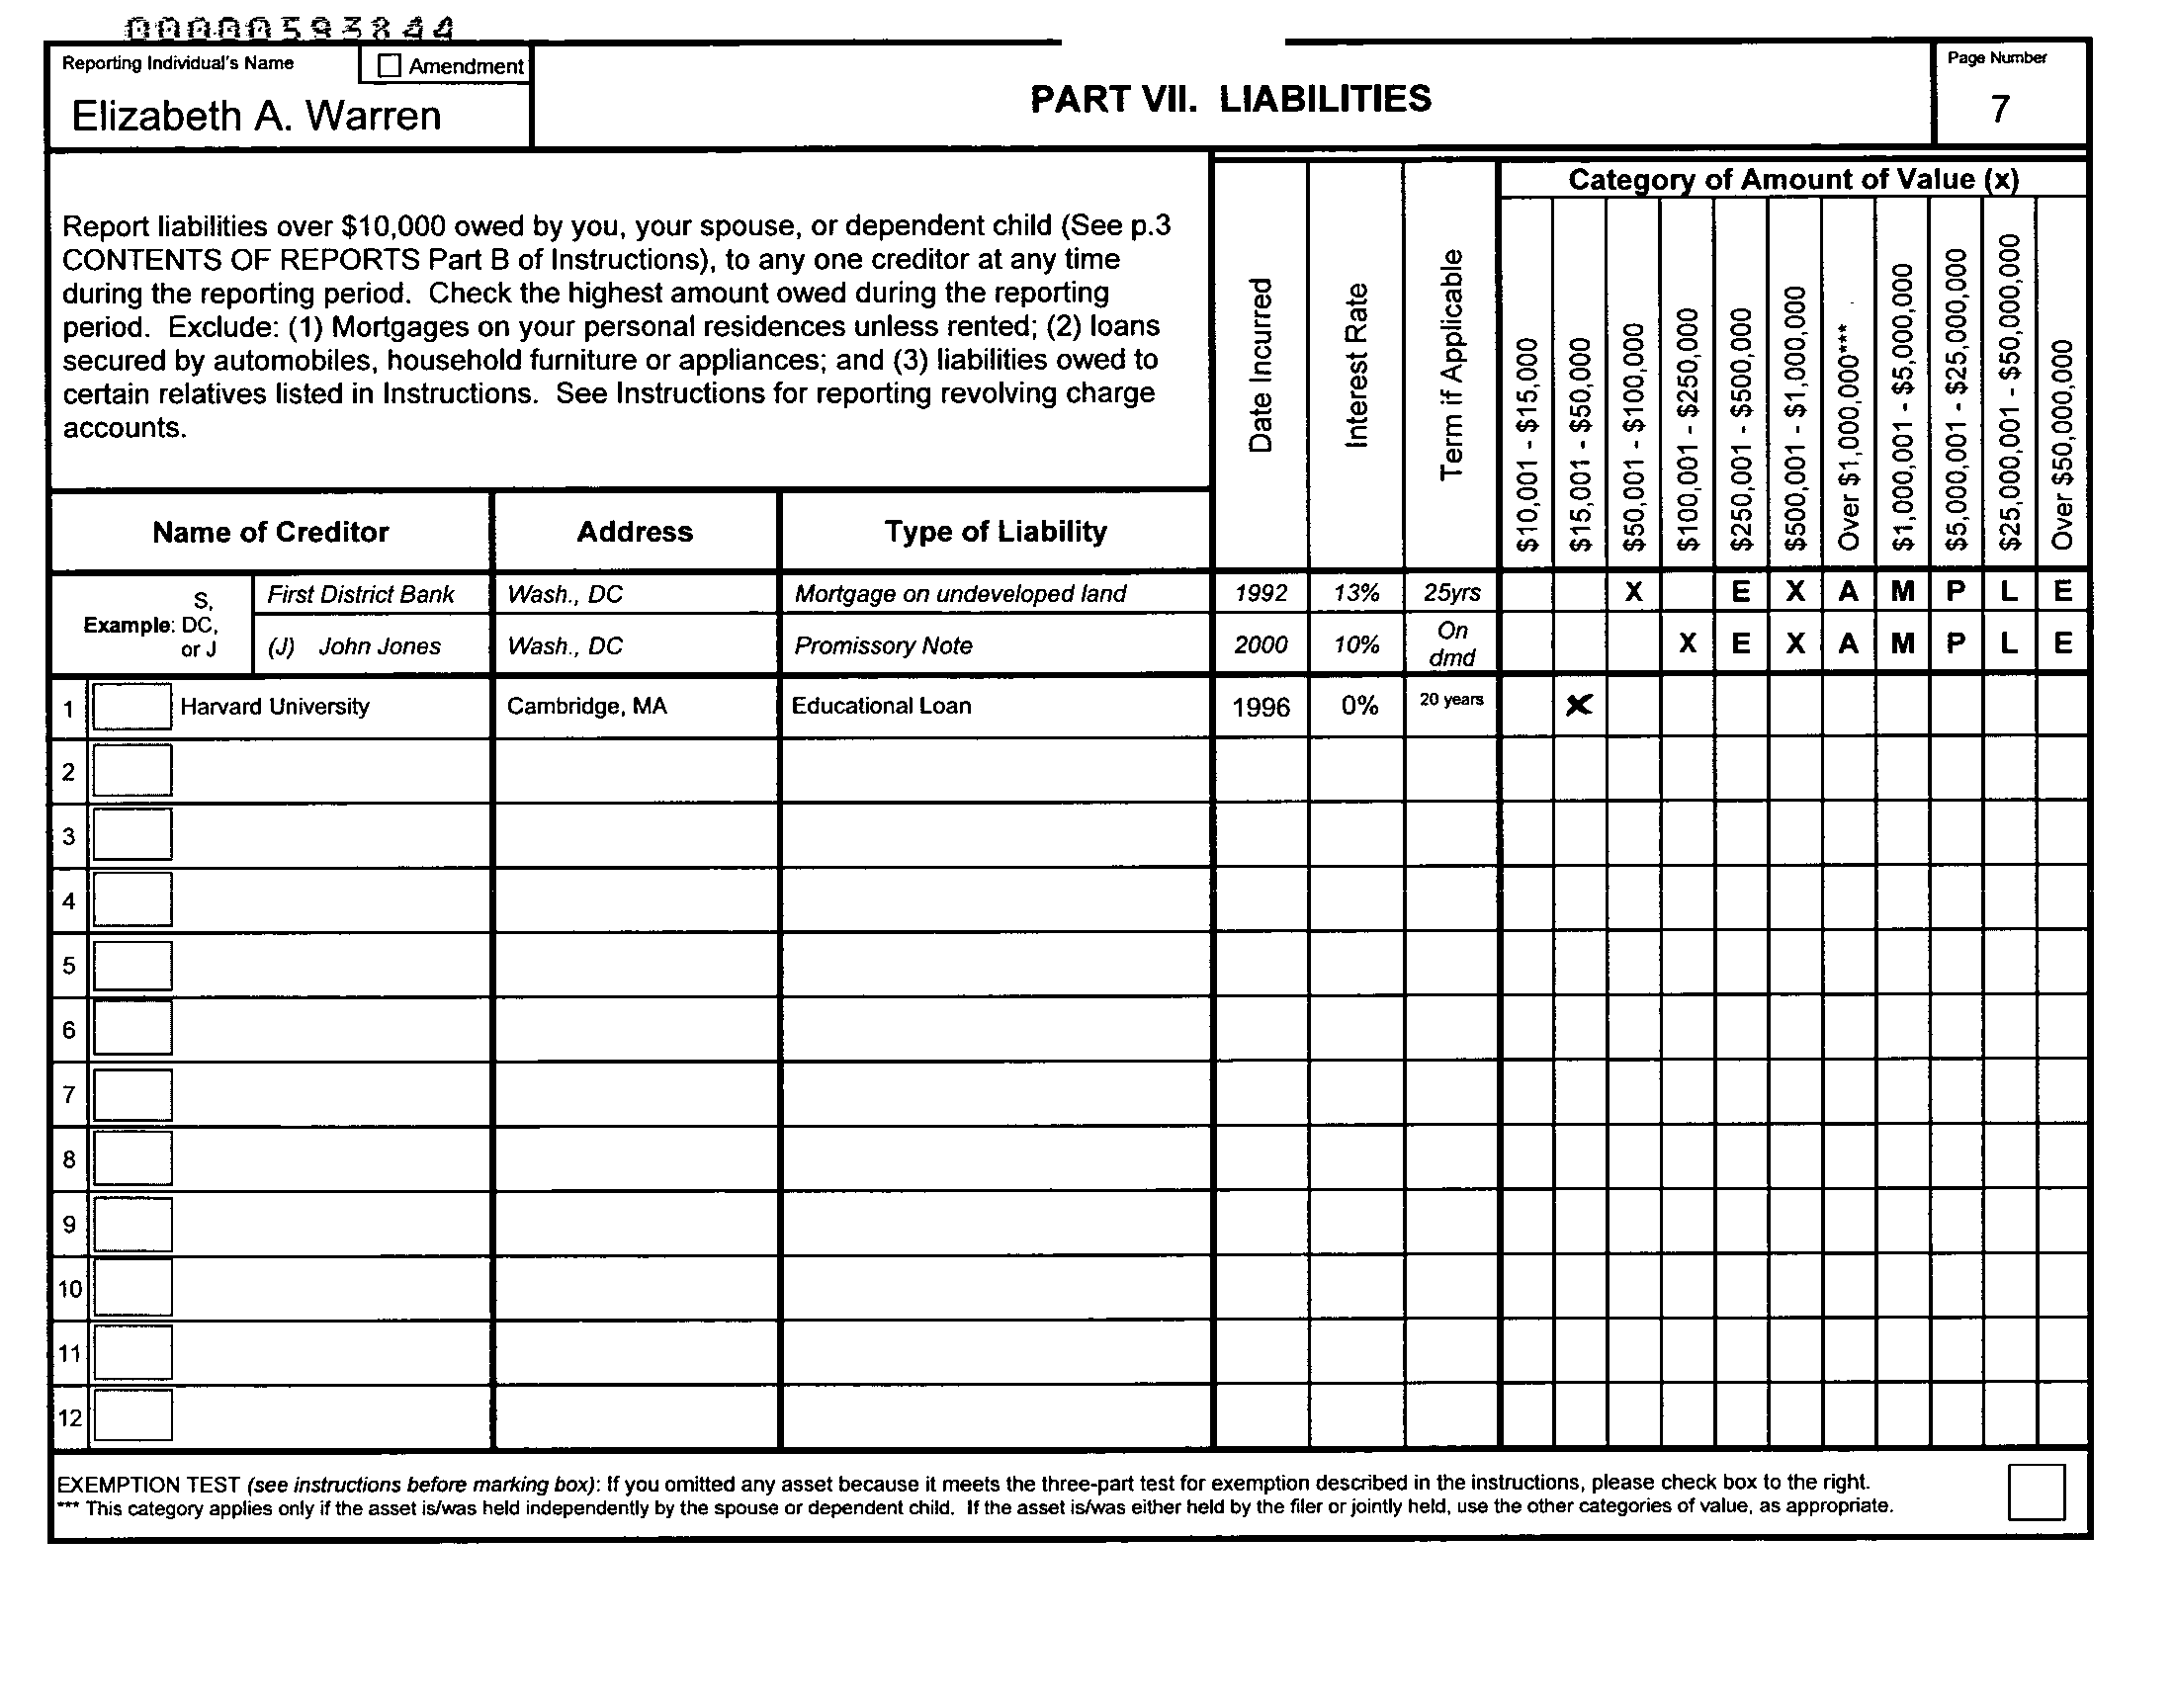 00000593844
Reporting Individual's Name
Amendment
Elizabeth A. Warren
PART VII. LIABILITIES
Page Number
7
Report liabilities over $10,000 owed by you, your spouse, or dependent child (See p.3
CONTENTS OF REPORTS Part B of Instructions), to any one creditor at any time
during the reporting period. Check the highest amount owed during the reporting
period. Exclude: (1) Mortgages on your personal residences unless rented; (2) loans
secured by automobiles, household furniture or appliances; and (3) liabilities owed to
certain relatives listed in Instructions. See Instructions for reporting revolving charge
accounts.
Date Incurred
Interest Rate
Term if Applicable
Category of Amount of Value (x)
$10,001 - $15,000
$15,001 - $50,000
$50,001 - $100,000
$100,001 - $250,000
$250,001 - $500,000
$500,001 - $1,000,000
Over $1,000,000***
$1,000,001 - $5,000,000
$5,000,001 - $25,000,000
$25,000,001 - $50,000,000
Over $50,000,000
Name of Creditor Address Type of Liability
Example: S, DC, or J
First District Bank Wash., DC Mortgage on undeveloped land 1992 13% 25yrs X E X A M P L E
(J) John Jones Wash., DC Promissory Note 2000 10% On dmd X E X A M P L E
1 Harvard University Cambridge, MA Educational Loan 1996 0% 20 years X
2
3
4
5
6
7
8
9
10
11
12
EXEMPTION TEST (see instructions before marking box): If you omitted any asset because it meets the three-part test for exemption described in the instructions, please check box to the right.
*** This category applies only if the asset is/was held independently by the spouse or dependent child. If the asset is/was either held by the filer or jointly held, use the other categories of value, as appropriate.